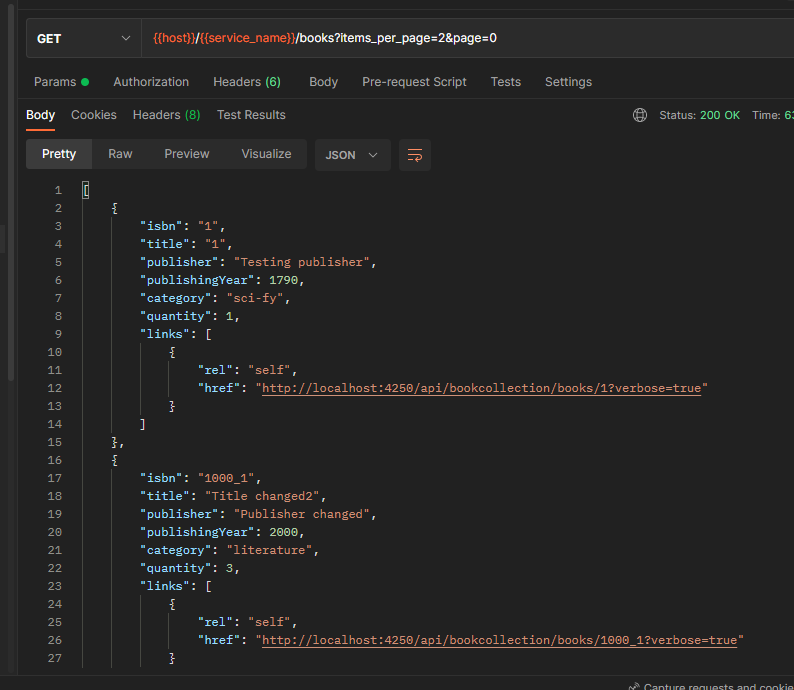 GET {{host}}/{{service_name}}/books?items_per_page=2&page=0
Params Authorization Headers (6) Body Pre-request Script Tests Settings
Body Cookies Headers (8) Test Results Status: 200 OK Time:
Pretty Raw Preview Visualize JSON
1 [
2 {
3 "isbn": "1",
4 "title": "1",
5 "publisher": "Testing publisher",
6 "publishingYear": 1790,
7 "category": "sci-fy",
8 "quantity": 1,
9 "links": [
10 {
11 "rel": "self",
12 "href": "http://localhost:4250/api/bookcollection/books/1?verbose=true"
13 }
14 ]
15 },
16 {
17 "isbn": "1000_1",
18 "title": "Title changed2",
19 "publisher": "Publisher changed",
20 "publishingYear": 2000,
21 "category": "literature",
22 "quantity": 3,
23 "links": [
24 {
25 "rel": "self",
26 "href": "http://localhost:4250/api/bookcollection/books/1000_1?verbose=true"
27 }
Capture requests and cookie